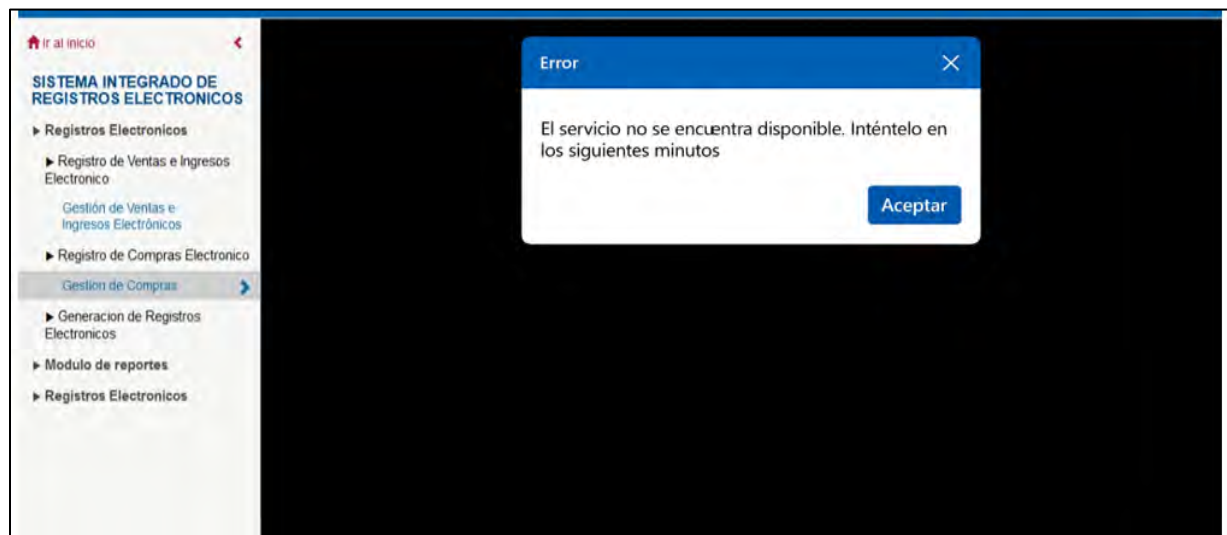 Ir al inicio
SISTEMA INTEGRADO DE
REGISTROS ELECTRONICOS
Registros Electronicos
Registro de Ventas e Ingresos
Electronico
Gestión de Ventas e
Ingresos Electrónicos
Registro de Compras Electronico
Gestion de Compras
Generacion de Registros
Electronicos
Modulo de reportes
Registros Electronicos
Error
El servicio no se encuentra disponible. Inténtelo en
los siguientes minutos
Aceptar